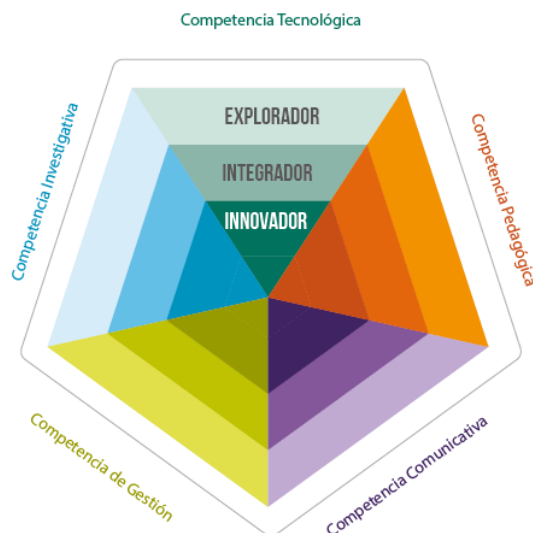 Competencia Tecnológica
EXPLORADOR
INTEGRADOR
INNOVADOR
Competencia Investigativa
Competencia Pedagógica
Competencia de Gestión
Competencia Comunicativa